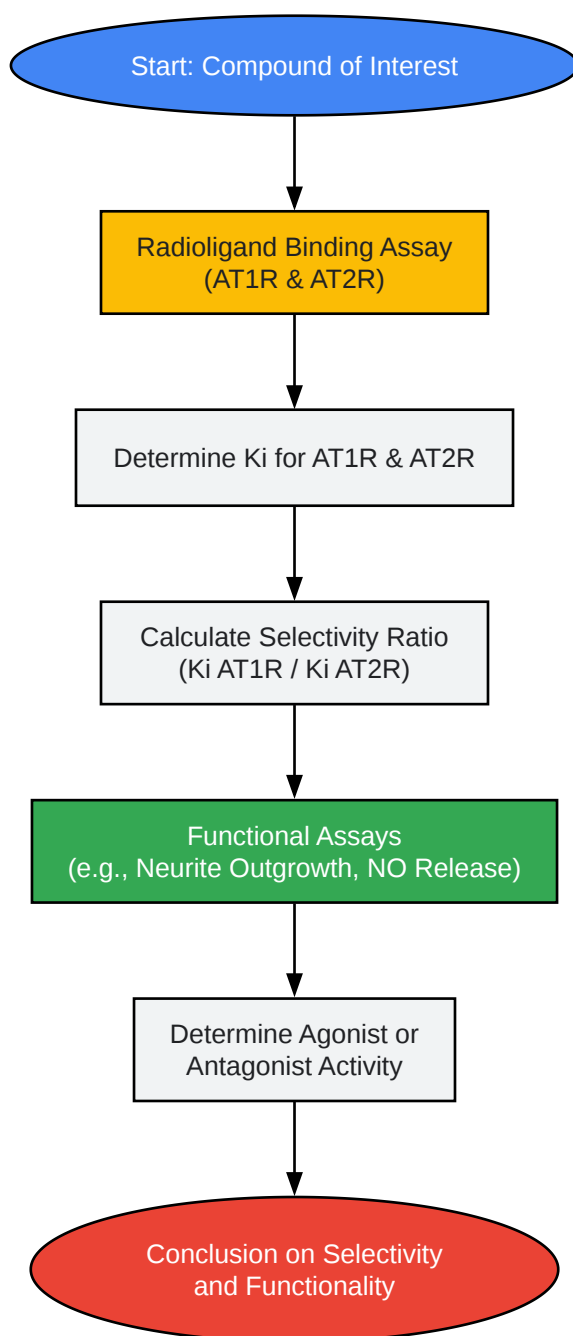 Start: Compound of Interest
Radioligand Binding Assay
(AT1R & AT2R)
Determine Ki for AT1R & AT2R
Calculate Selectivity Ratio
(Ki AT1R / Ki AT2R)
Functional Assays
(e.g., Neurite Outgrowth, NO Release)
Determine Agonist or
Antagonist Activity
Conclusion on Selectivity
and Functionality